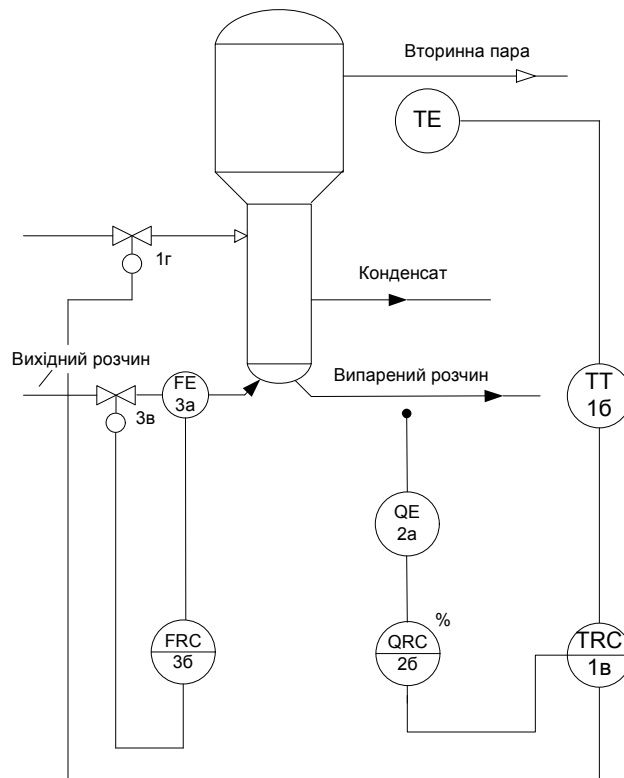 Вторинна пара
TE
1г
Конденсат
Вихідний розчин
FE
3а
3в
Випарений розчин
TT
1б
QE
2а
%
FRC
3б
QRC
2б
TRC
1в